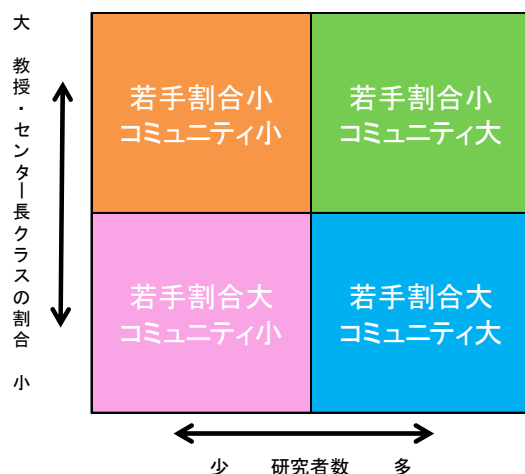 大 教授・センター長クラスの割合 小
若手割合小
コミュニティ小
若手割合小
コミュニティ大
若手割合大
コミュニティ小
若手割合大
コミュニティ大
少 研究者数 多